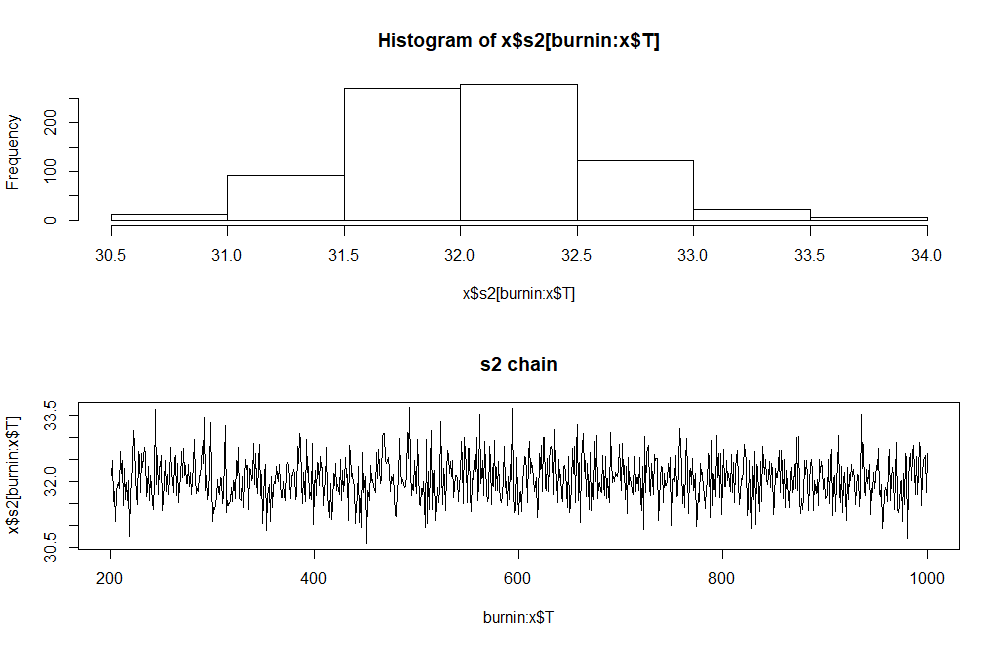 Histogram of x$s2[burnin:x$T]
Frequency
200
100
0
30.5 31.0 31.5 32.0 32.5 33.0 33.5 34.0
x$s2[burnin:x$T]
s2 chain
x$s2[burnin:x$T]
33.5
32.0
30.5
200 400 600 800 1000
burnin:x$T